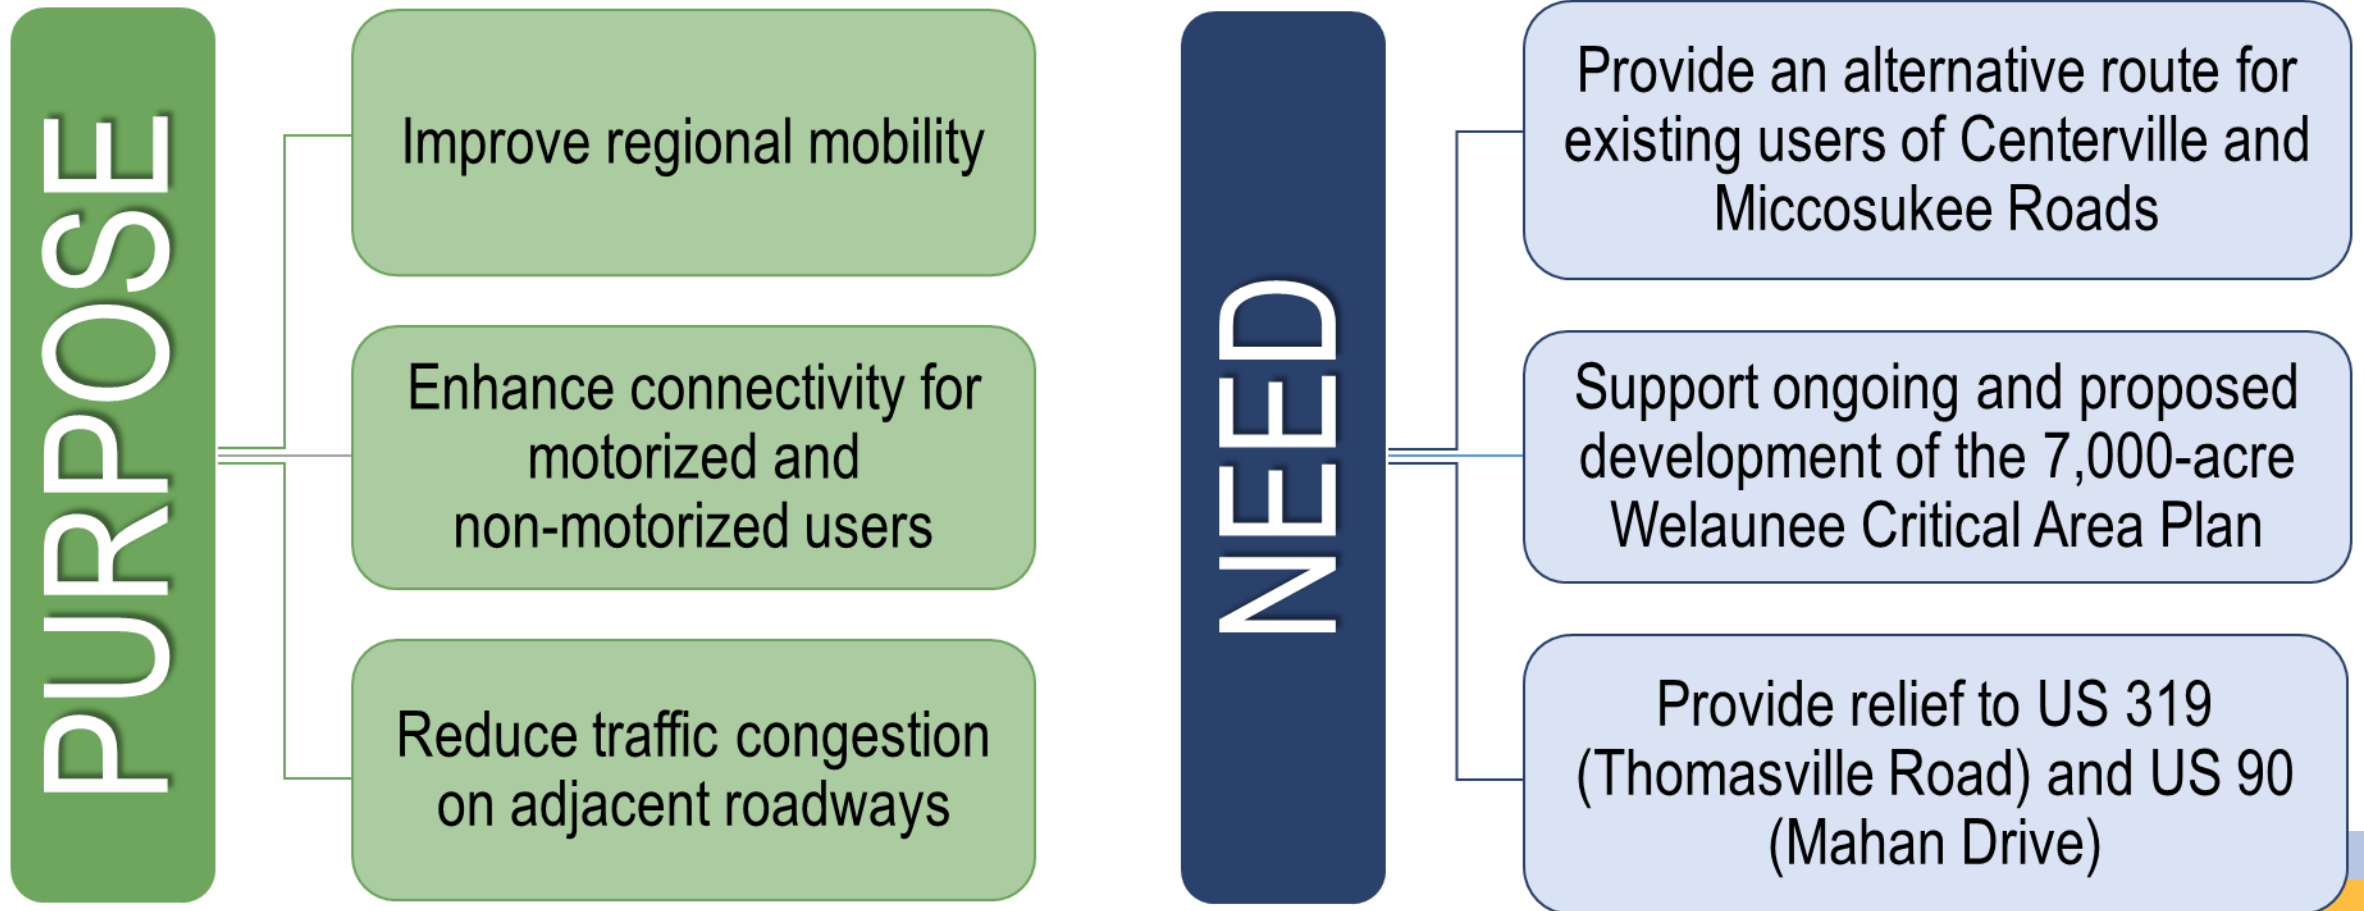 PURPOSE
Improve regional mobility
Enhance connectivity for
motorized and
non-motorized users
Reduce traffic congestion
on adjacent roadways
NEED
Provide an alternative route for
existing users of Centerville and
Miccosukee Roads
Support ongoing and proposed
development of the 7,000-acre
Welaunee Critical Area Plan
Provide relief to US 319
(Thomasville Road) and US 90
(Mahan Drive)